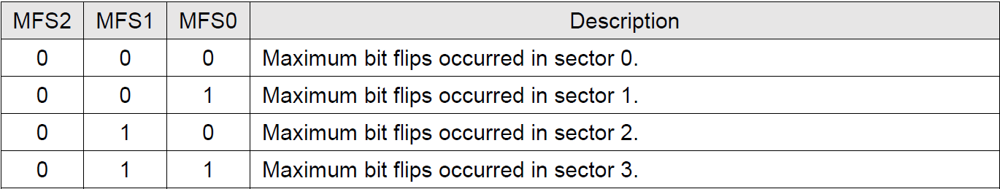 MFS2 MFS1 MFS0 Description
0 0 0 Maximum bit flips occurred in sector 0.
0 0 1 Maximum bit flips occurred in sector 1.
0 1 0 Maximum bit flips occurred in sector 2.
0 1 1 Maximum bit flips occurred in sector 3.